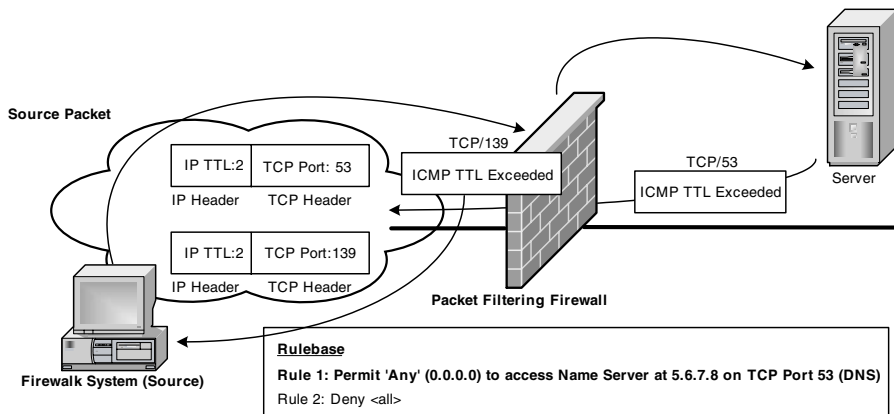 Source Packet
TCP/139
IP TTL:2 TCP Port: 53
ICMP TTL Exceeded
TCP/53
ICMP TTL Exceeded
Server
IP Header TCP Header
IP TTL:2 TCP Port:139
IP Header TCP Header
Packet Filtering Firewall
Firewalk System (Source)
Rulebase
Rule 1: Permit 'Any' (0.0.0.0) to access Name Server at 5.6.7.8 on TCP Port 53 (DNS)
Rule 2: Deny <all>